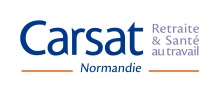 Carsat
Retraite
& Santé
au travail
Normandie